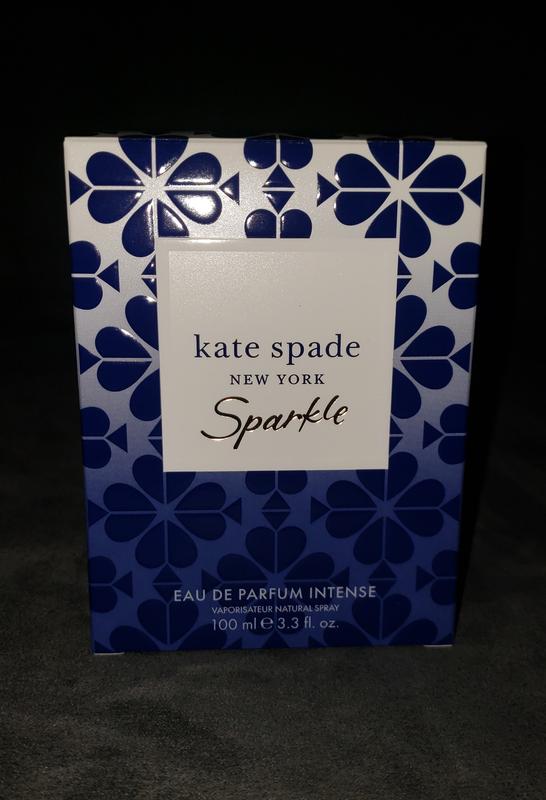 kate spade
NEW YORK
Sparkle
EAU DE PARFUM INTENSE
VAPORISATEUR NATURAL SPRAY
100 ml ℮ 3.3 fl. oz.